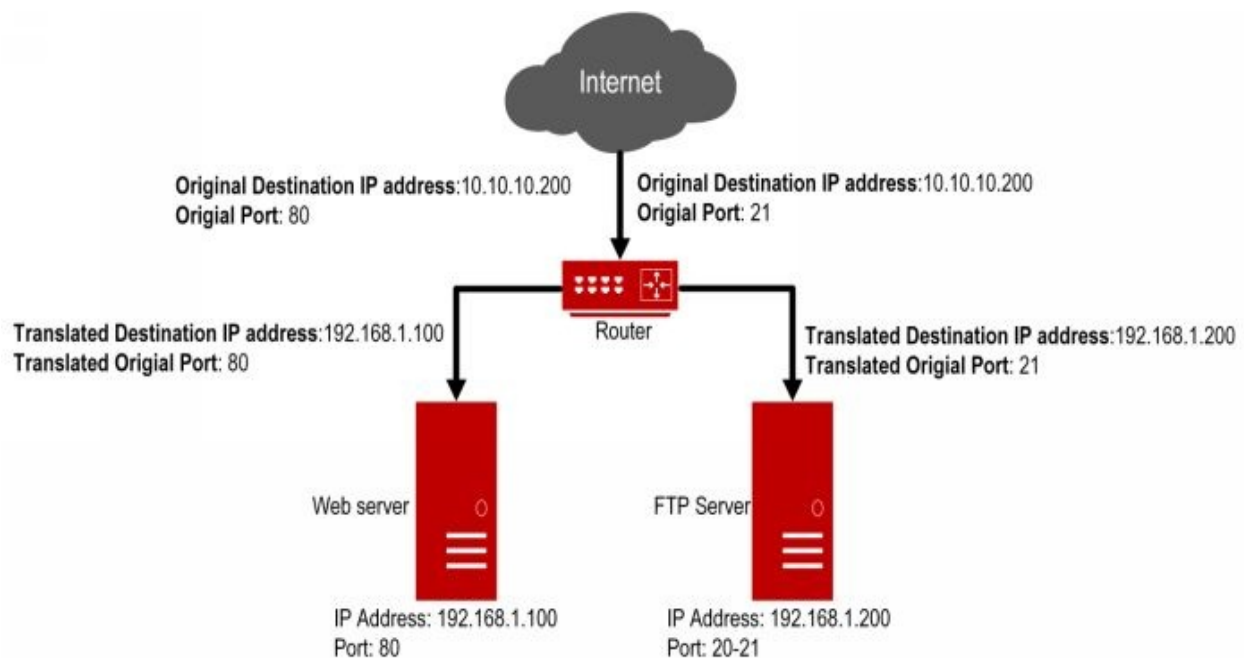 Internet
Original Destination IP address:10.10.10.200
Origial Port: 80
Original Destination IP address:10.10.10.200
Origial Port: 21
Router
Translated Destination IP address:192.168.1.100
Translated Origial Port: 80
Translated Destination IP address:192.168.1.200
Translated Origial Port: 21
Web server
FTP Server
IP Address: 192.168.1.100
Port: 80
IP Address: 192.168.1.200
Port: 20-21